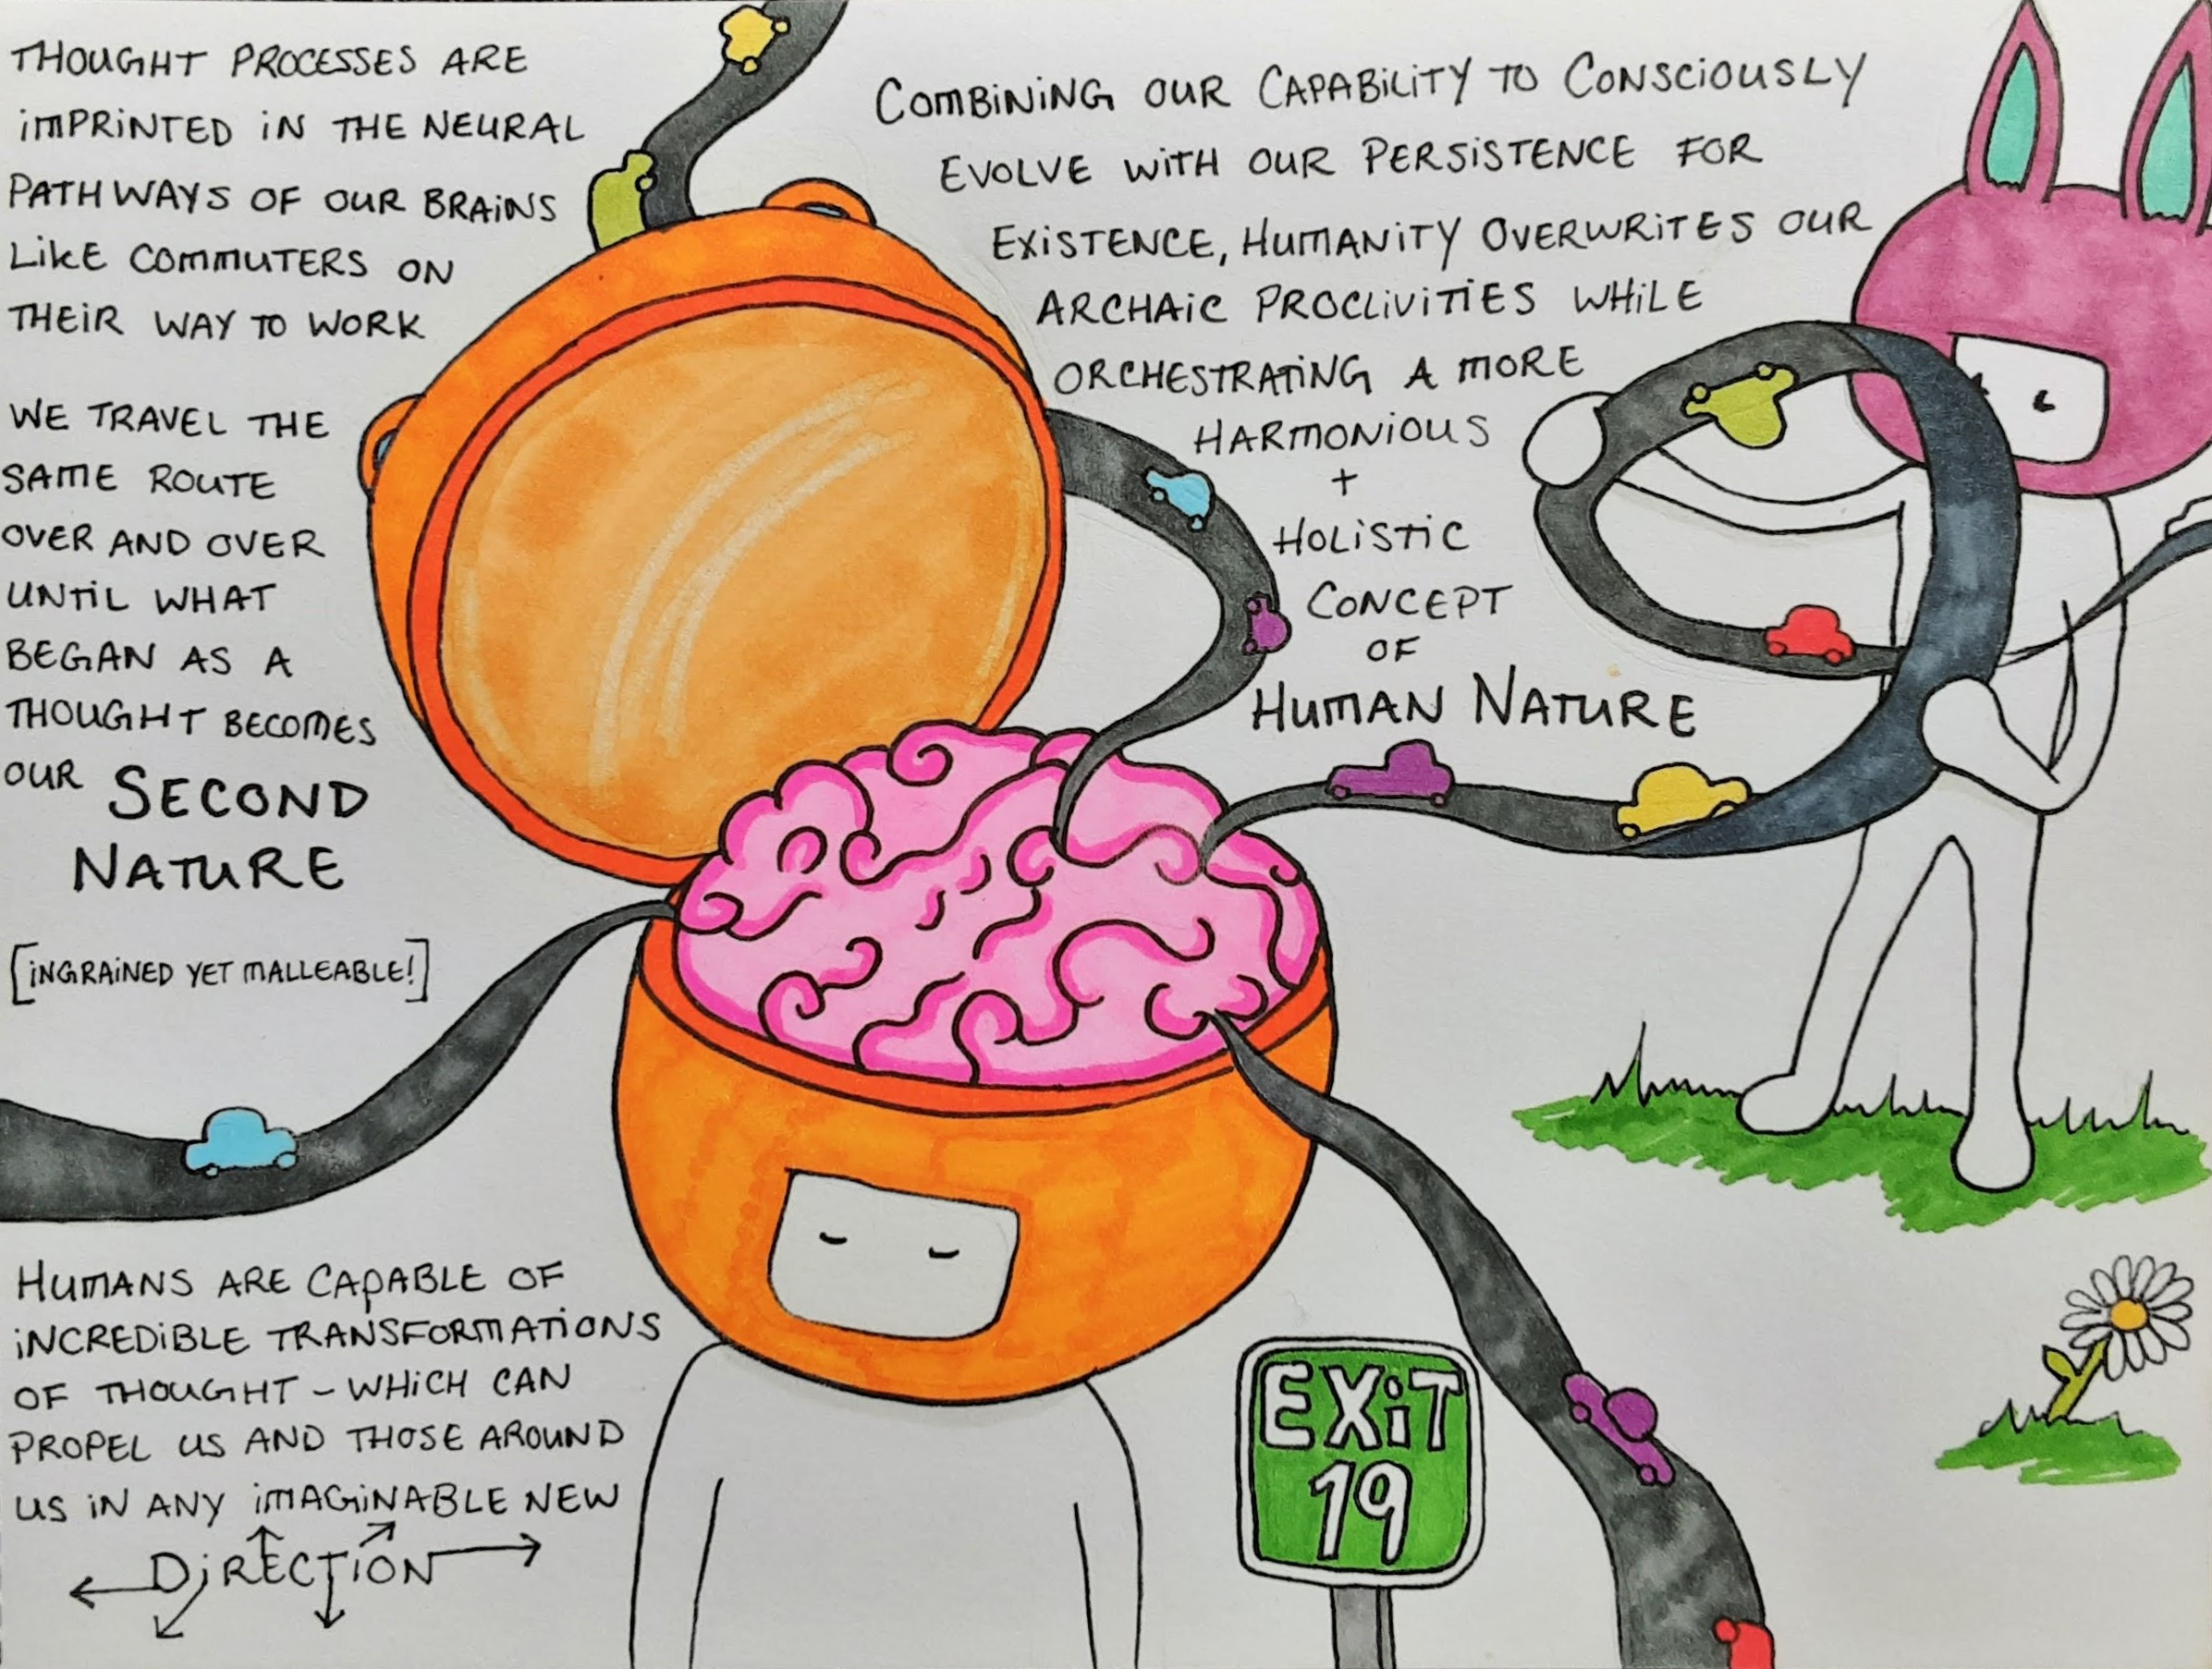 THOUGHT PROCESSES ARE
iMPRiNTED iN THE NEURAL
PATHWAYS OF OUR BRAiNS
LiKE COMMUTERS ON
THEiR WAY TO WORK
WE TRAVEL THE
SAME ROUTE
OVER AND OVER
UNTiL WHAT
BEGAN AS A
THOUGHT BECOMES
OUR SECOND
NATURE
[iNGRAiNED YET MALLEABLE!]
HUMANS ARE CAPABLE OF
iNCREDiBLE TRANSFORMATiONS
OF THOUGHT - WHiCH CAN
PROPEL US AND THOSE AROUND
US iN ANY iMAGiNABLE NEW
DiRECTiON
COMBiNiNG OUR CAPABiLiTY TO CONSCiOUSLY
EVOLVE WiTH OUR PERSiSTENCE FOR
EXiSTENCE, HUMANiTY OVERWRiTES OUR
ARCHAiC PROCLiViTiES WHiLE
ORCHESTRATiNG A MORE
HARMONiOUS
+
HOLiSTiC
CONCEPT
OF
HUMAN NATURE
EXiT
19